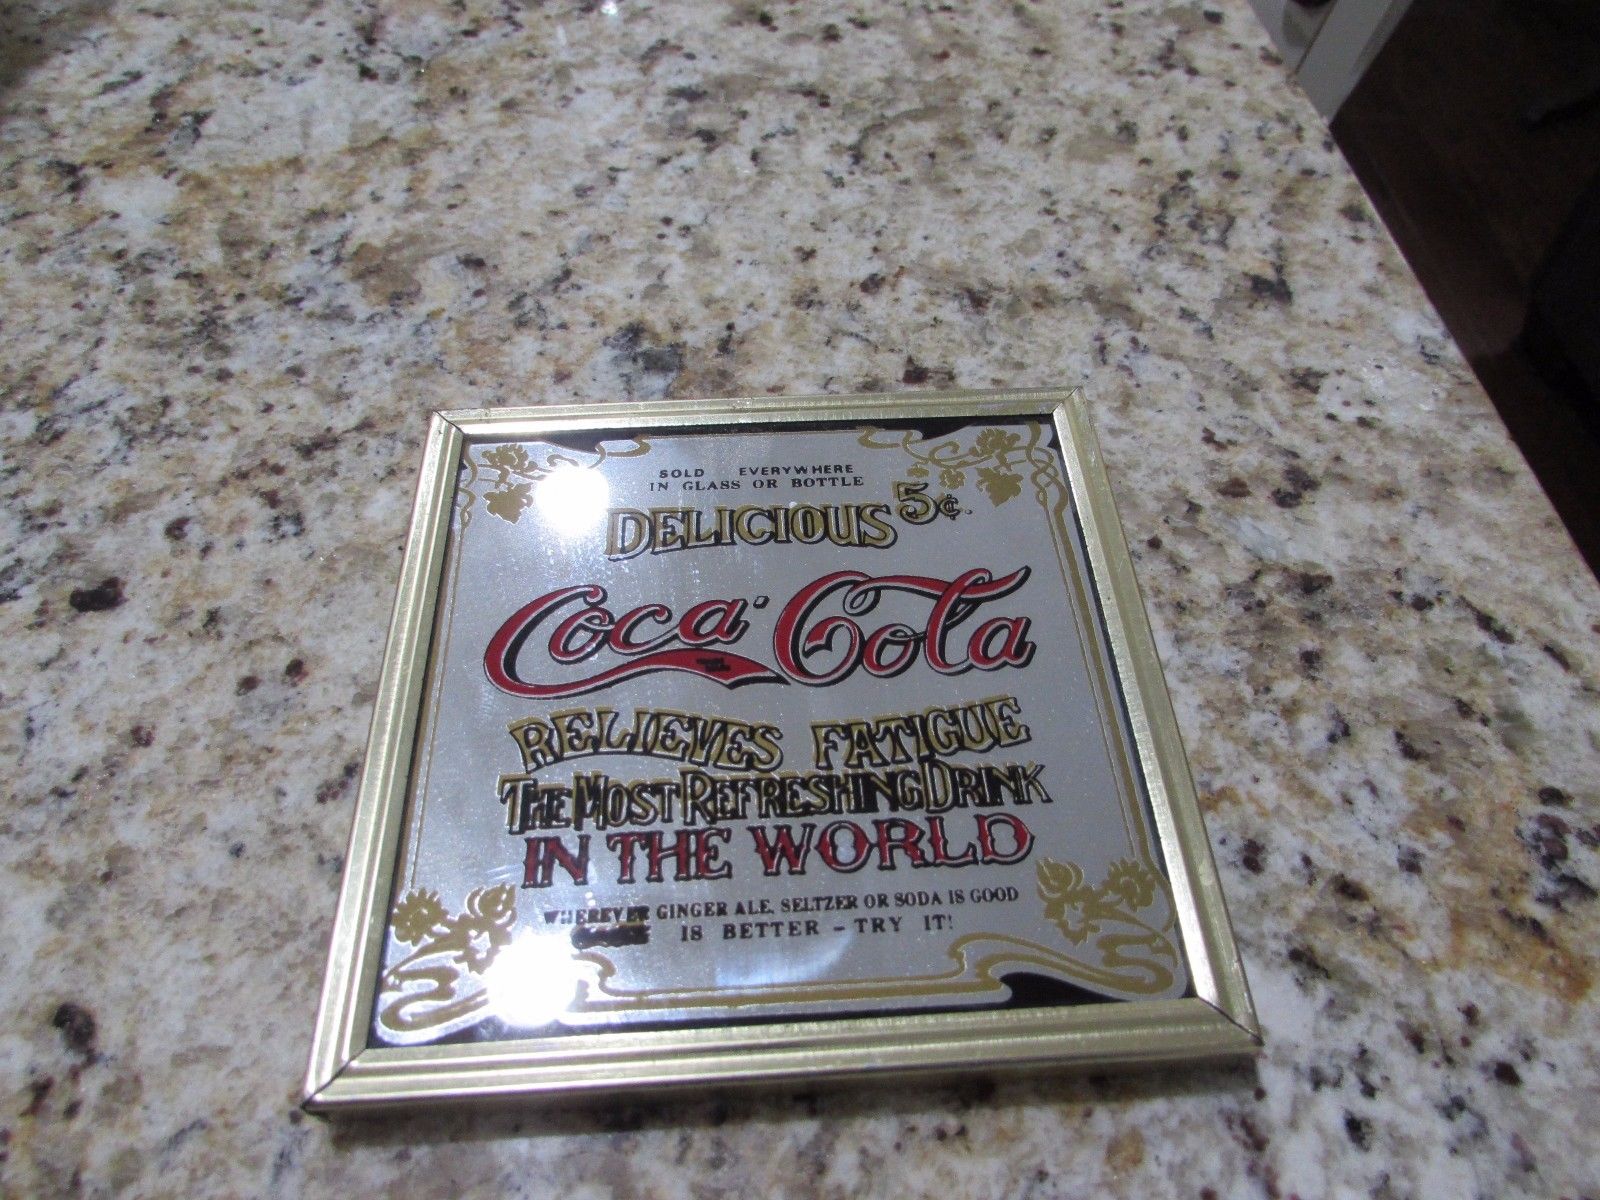 SOLD EVERYWHERE
IN GLASS OR BOTTLE
DELICIOUS 5¢.
Coca-Cola
RELIEVES FATIGUE
THE MOST REFRESHING DRINK
IN THE WORLD
WHEREVER GINGER ALE, SELTZER OR SODA IS GOOD
IS BETTER - TRY IT!